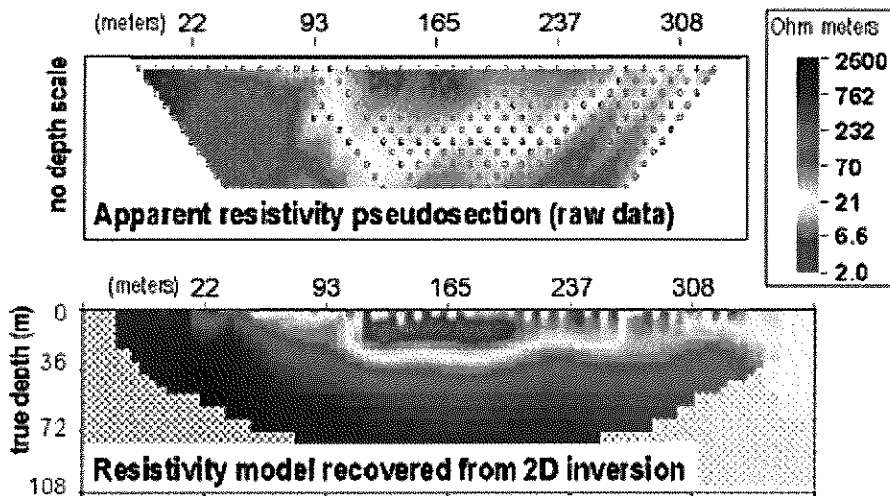 (meters) 22 93 165 237 308
no depth scale
Apparent resistivity pseudosection (raw data)
Ohm meters
2600
762
232
70
21
6.6
2.0
(meters) 22 93 165 237 308
true depth (m)
0
36
72
108
Resistivity model recovered from 2D inversion